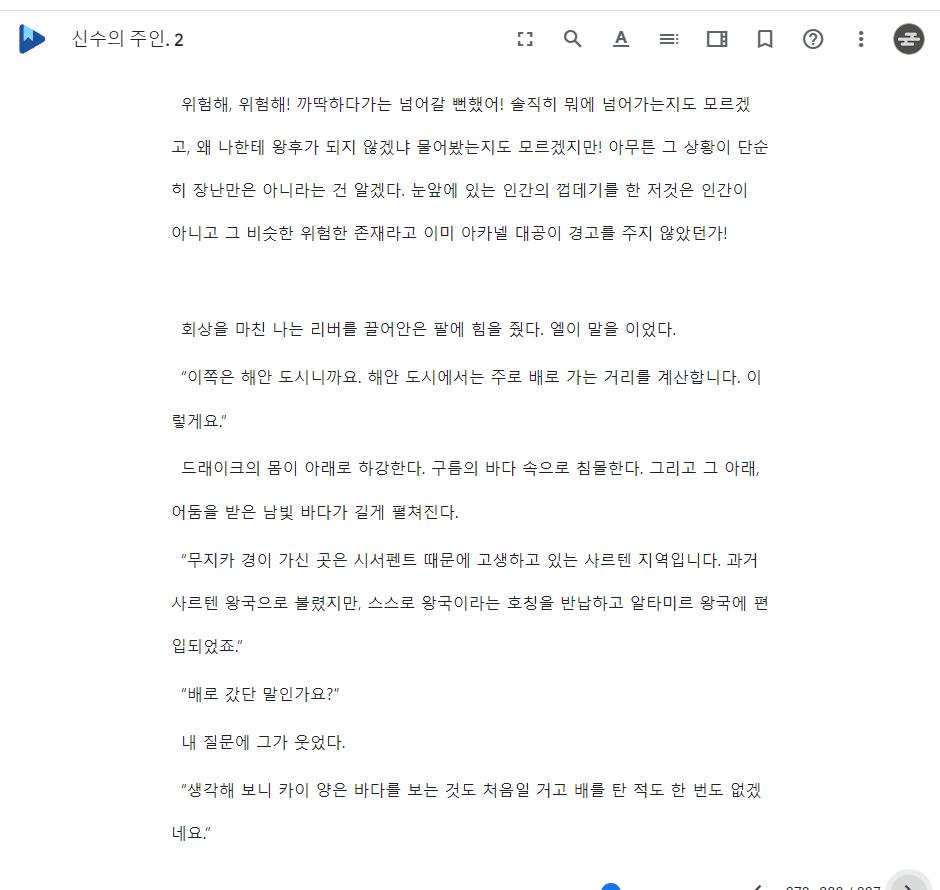 신수의 주인. 2
위험해, 위험해! 까딱하다가는 넘어갈 뻔했어! 솔직히 뭐에 넘어가는지도 모르겠
고, 왜 나한테 왕후가 되지 않겠냐 물어봤는지도 모르겠지만! 아무튼 그 상황이 단순
히 장난만은 아니라는 건 알겠다. 눈앞에 있는 인간의 껍데기를 한 저것은 인간이
아니고 그 비슷한 위험한 존재라고 이미 아카넬 대공이 경고를 주지 않았던가!
회상을 마친 나는 리버를 끌어안은 팔에 힘을 줬다. 엘이 말을 이었다.
“이쪽은 해안 도시니까요. 해안 도시에서는 주로 배로 가는 거리를 계산합니다. 이
렇게요.”
드래이크의 몸이 아래로 하강한다. 구름의 바다 속으로 침몰한다. 그리고 그 아래,
어둠을 받은 남빛 바다가 길게 펼쳐진다.
“무지카 경이 가신 곳은 시서펜트 때문에 고생하고 있는 사르텐 지역입니다. 과거
사르텐 왕국으로 불렸지만, 스스로 왕국이라는 호칭을 반납하고 알타미르 왕국에 편
입되었죠.”
“배로 갔단 말인가요?”
내 질문에 그가 웃었다.
“생각해 보니 카이 양은 바다를 보는 것도 처음일 거고 배를 탄 적도 한 번도 없겠
네요.”